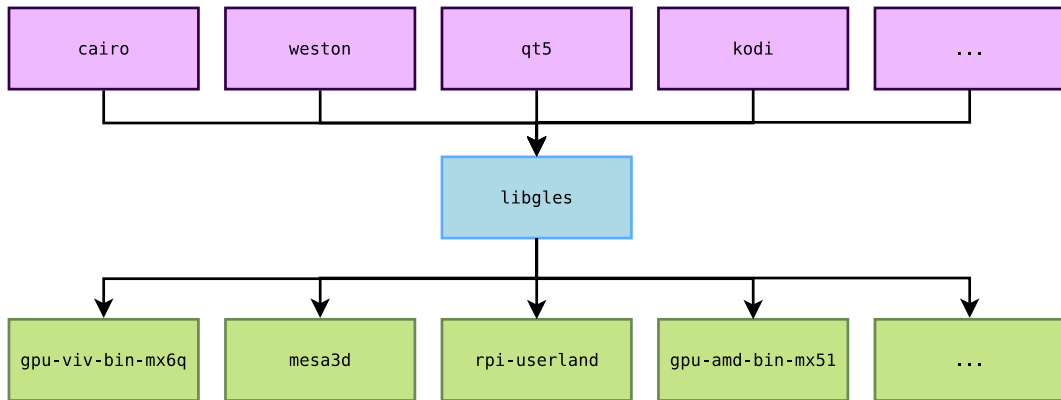 cairo
weston
qt5
kodi
...
libgles
gpu-viv-bin-mx6q
mesa3d
rpi-userland
gpu-amd-bin-mx51
...